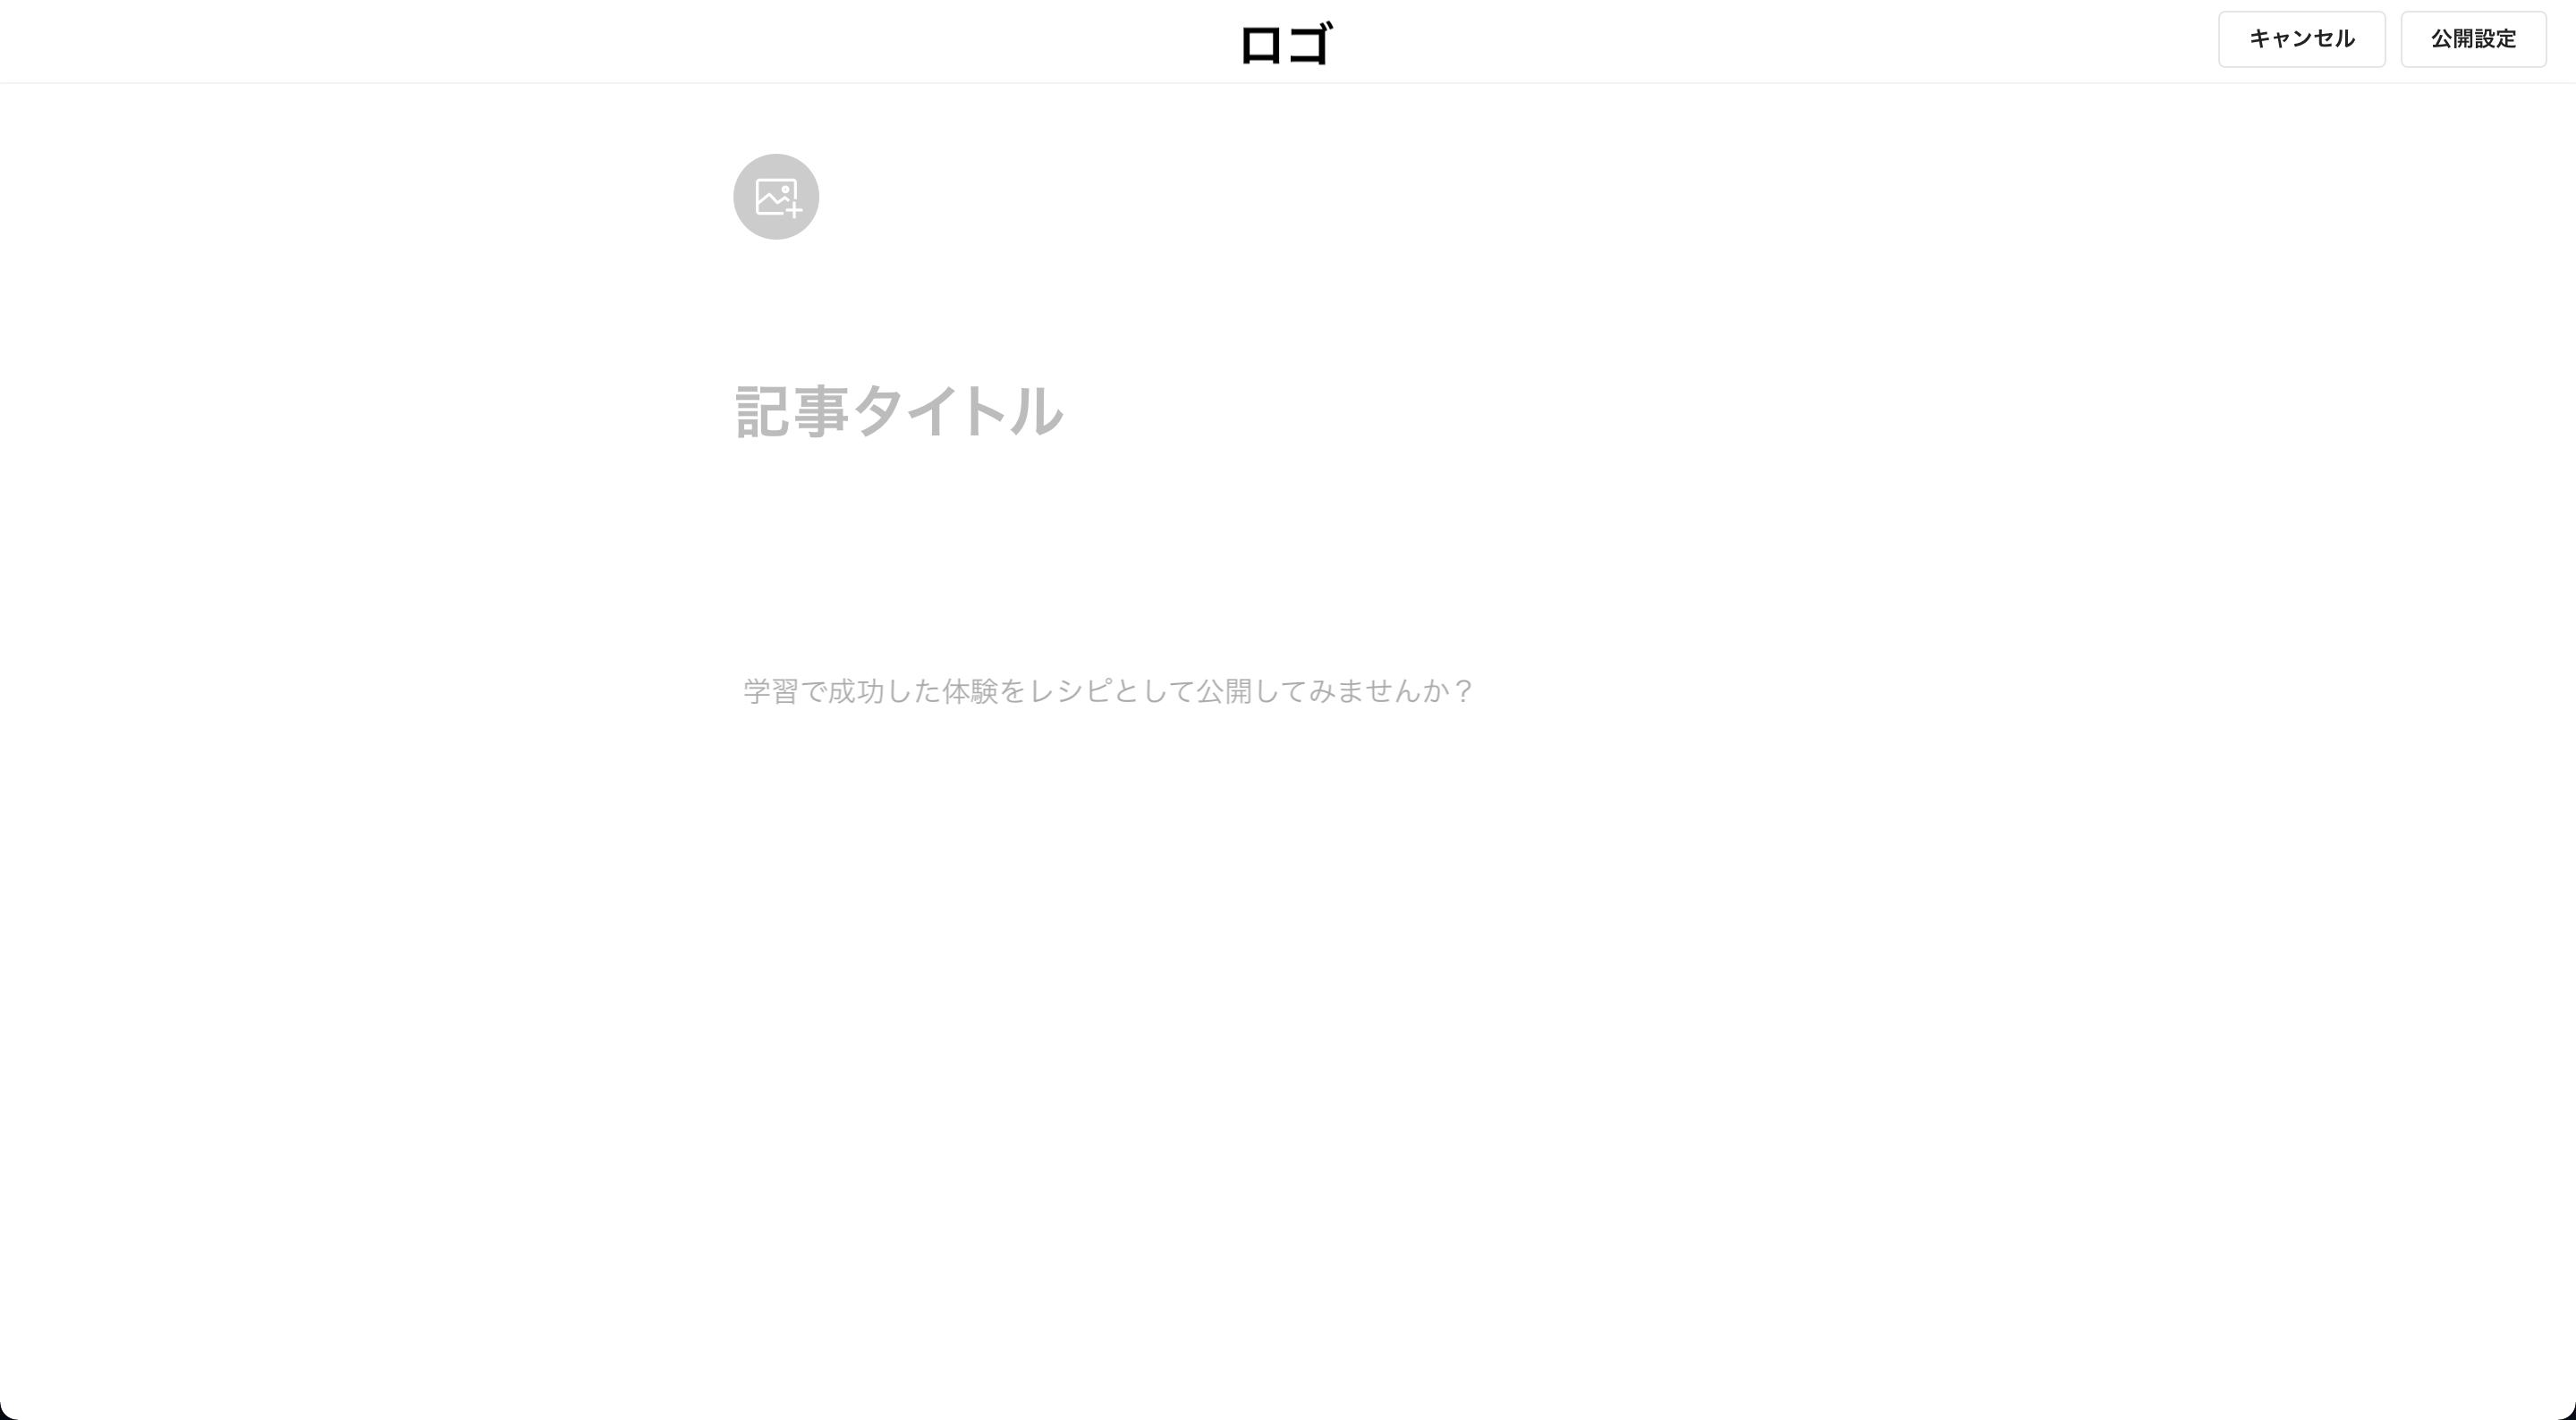 ロゴ
キャンセル
公開設定
記事タイトル
学習で成功した体験をレシピとして公開してみませんか？